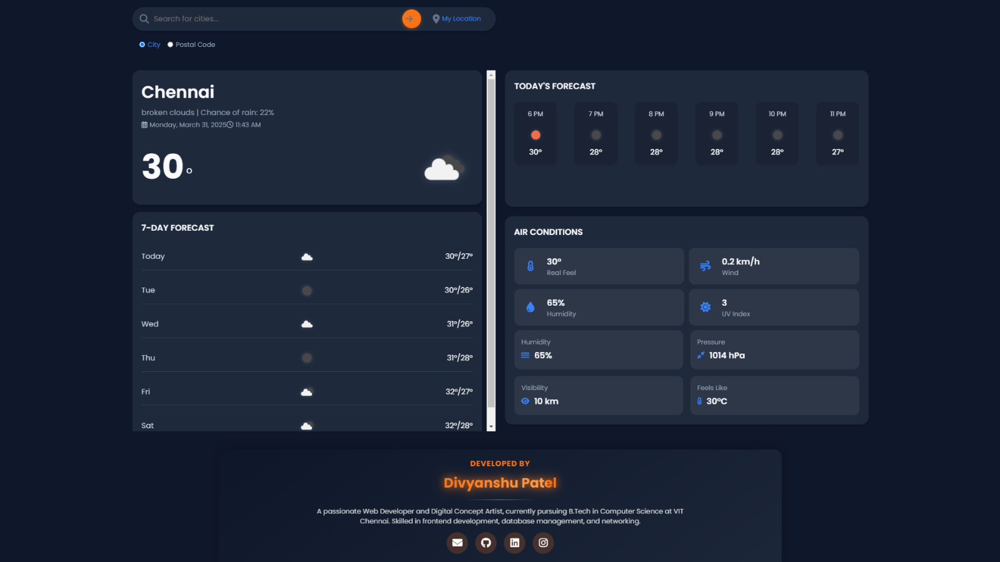 Search for cities...
My Location
City
Postal Code
Chennai
broken clouds | Chance of rain: 22%
Monday, March 31, 2025 11:43 AM
30°
7-DAY FORECAST
Today 30°/27°
Tue 30°/26°
Wed 31°/26°
Thu 31°/28°
Fri 32°/27°
Sat 32°/28°
TODAY'S FORECAST
6 PM 7 PM 8 PM 9 PM 10 PM 11 PM
30° 28° 28° 28° 28° 27°
AIR CONDITIONS
30°
Real Feel
0.2 km/h
Wind
65%
Humidity
3
UV Index
Humidity
65%
Pressure
1014 hPa
Visibility
10 km
Feels Like
30°C
DEVELOPED BY
Divyanshu Patel
A passionate Web Developer and Digital Concept Artist, currently pursuing B.Tech in Computer Science at VIT
Chennai. Skilled in frontend development, database management, and networking.